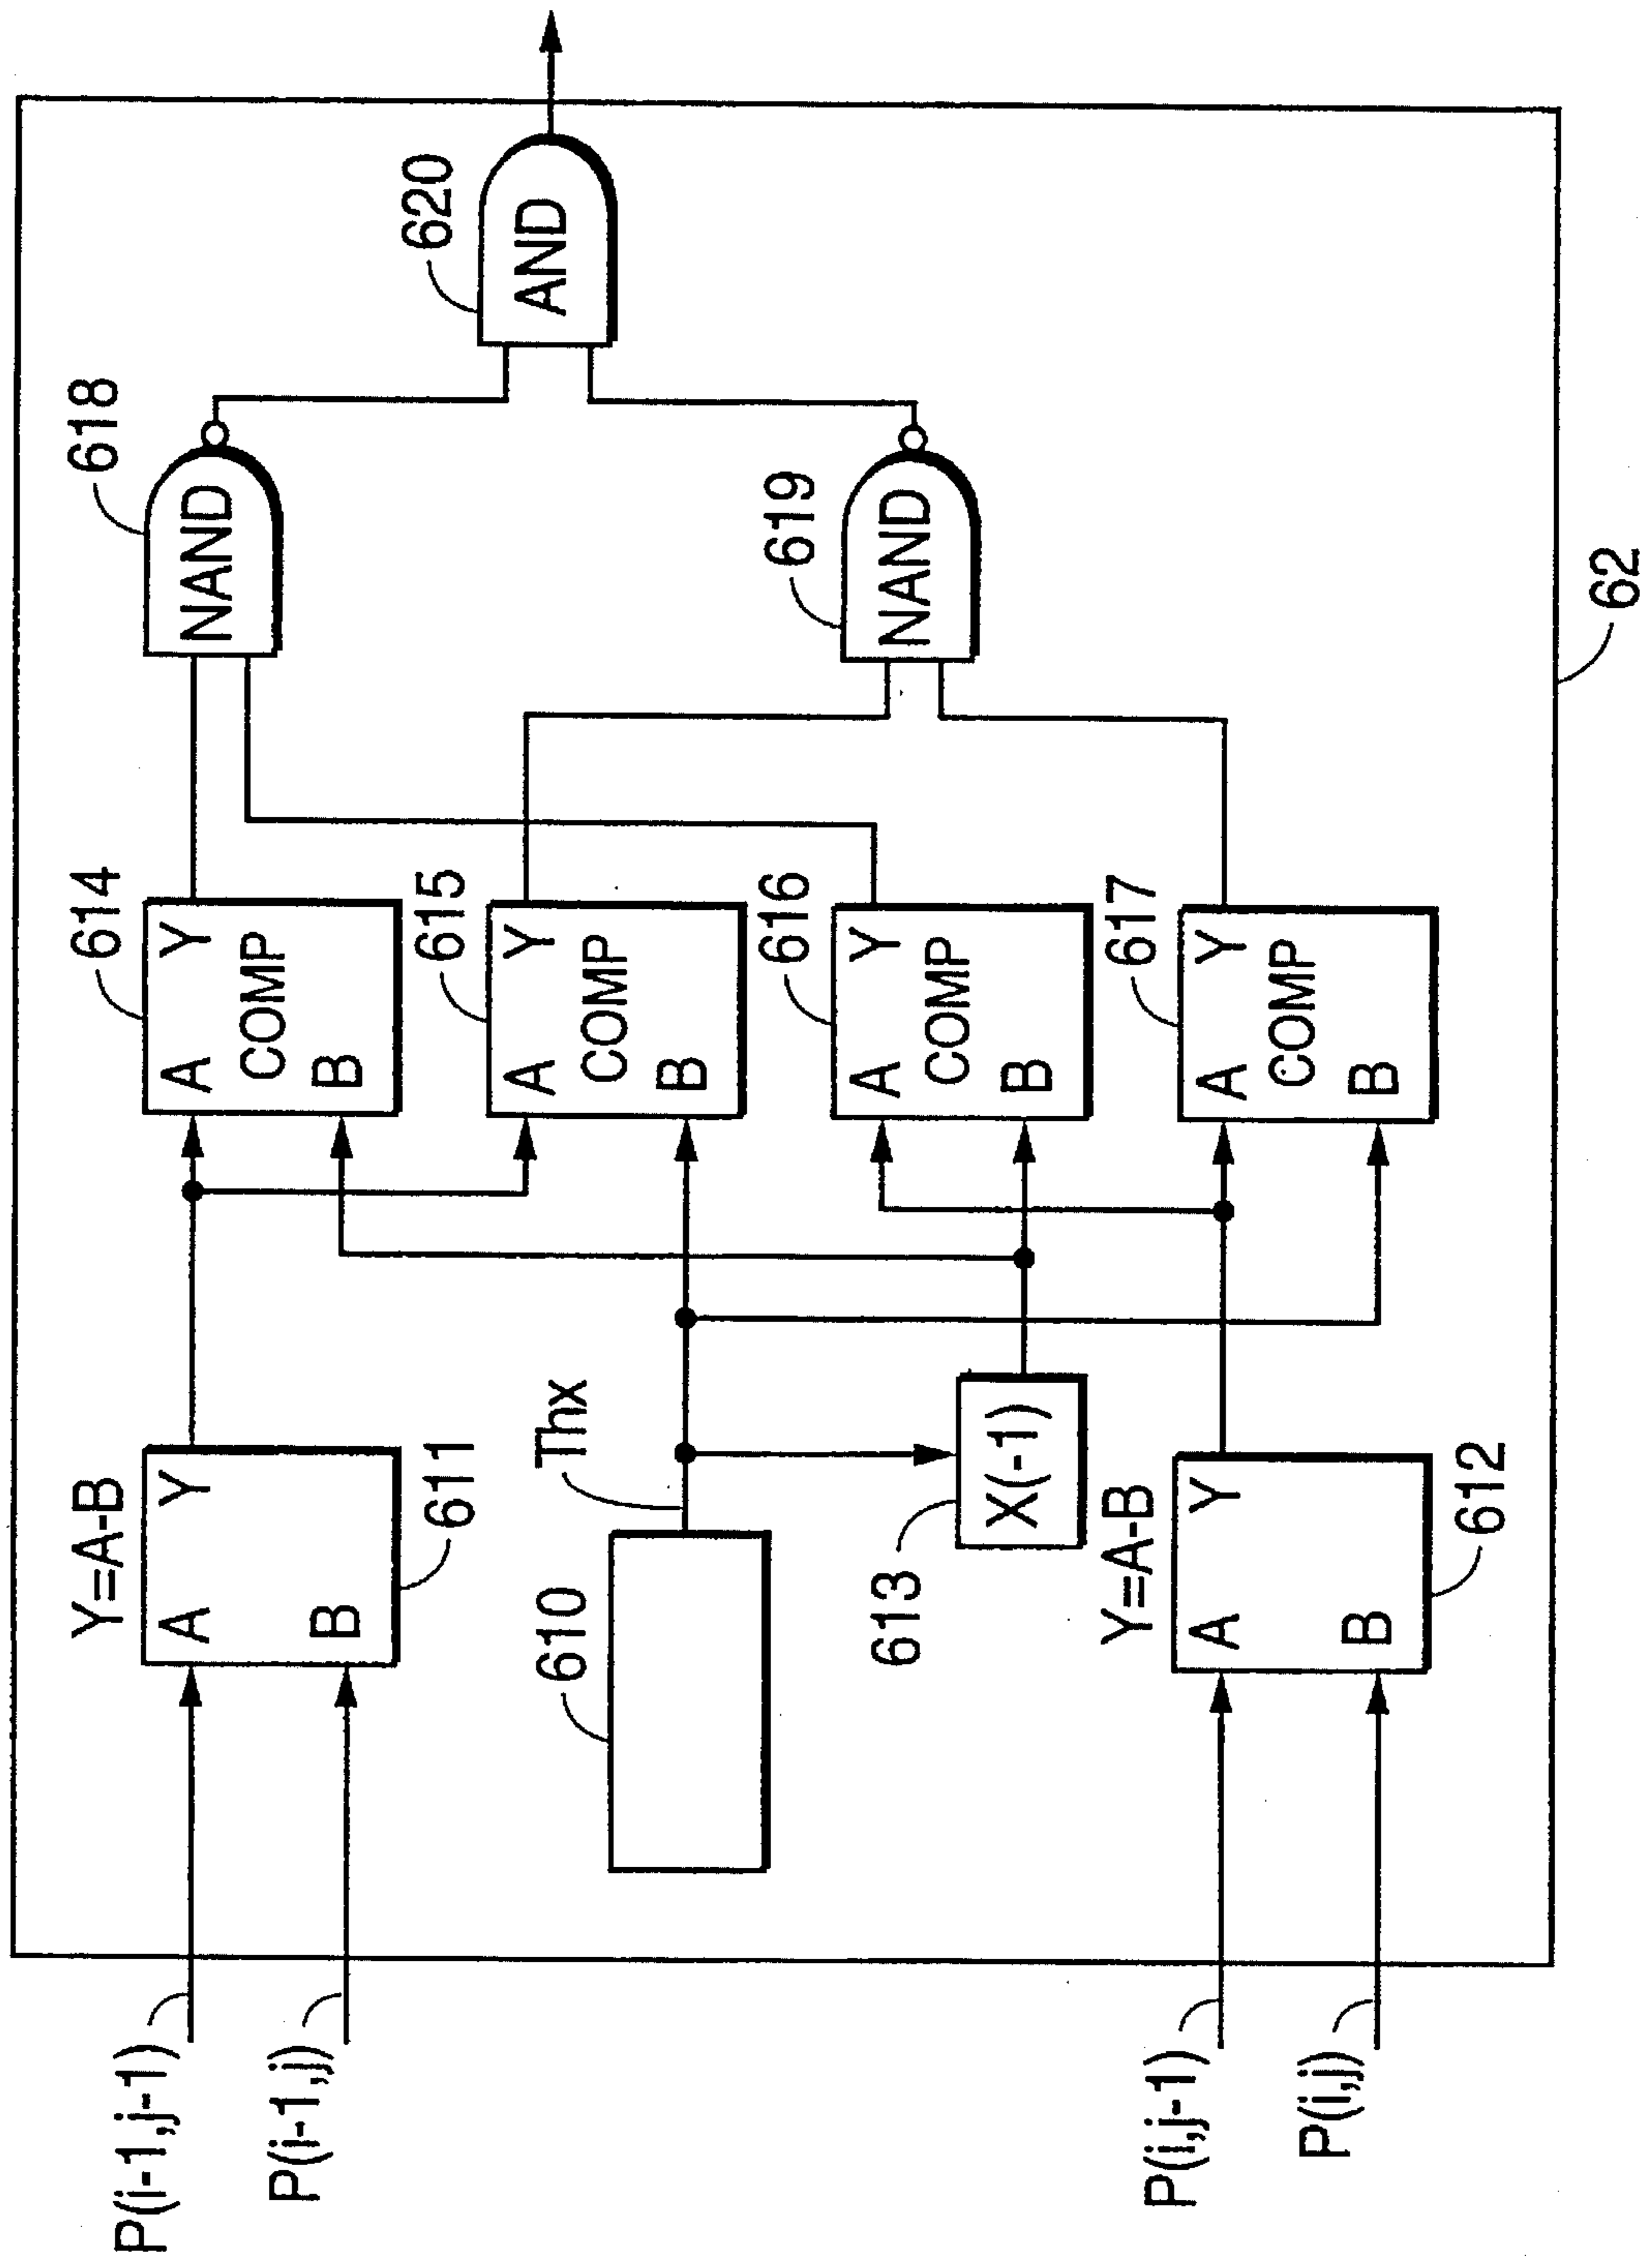 P(i-1,j-1)
P(i-1,j)
P(i,j-1)
P(i,j)
Y=A-B
A
Y
B
611
610
Thx
613
X(-1)
Y=A-B
A
Y
B
612
614
A
Y
COMP
B
615
A
Y
COMP
B
616
A
Y
COMP
B
617
A
Y
COMP
B
618
NAND
619
NAND
620
AND
62